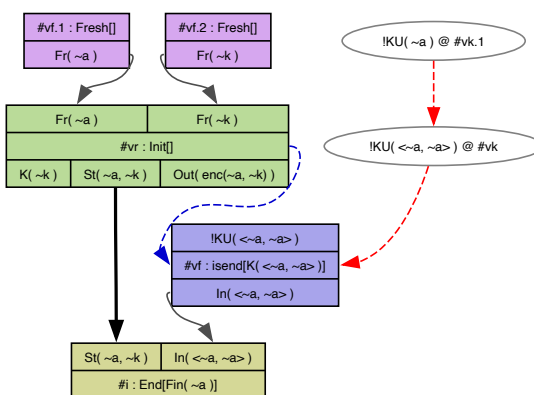 #vf.1 : Fresh[]
Fr( ~a )
#vf.2 : Fresh[]
Fr( ~k )
!KU( ~a ) @ #vk.1
Fr( ~a )
Fr( ~k )
#vr : Init[]
K( ~k )
St( ~a, ~k )
Out( enc(~a, ~k) )
!KU( <~a, ~a> ) @ #vk
!KU( <~a, ~a> )
#vf : isend[K( <~a, ~a> )]
In( <~a, ~a> )
St( ~a, ~k )
In( <~a, ~a> )
#i : End[Fin( ~a )]